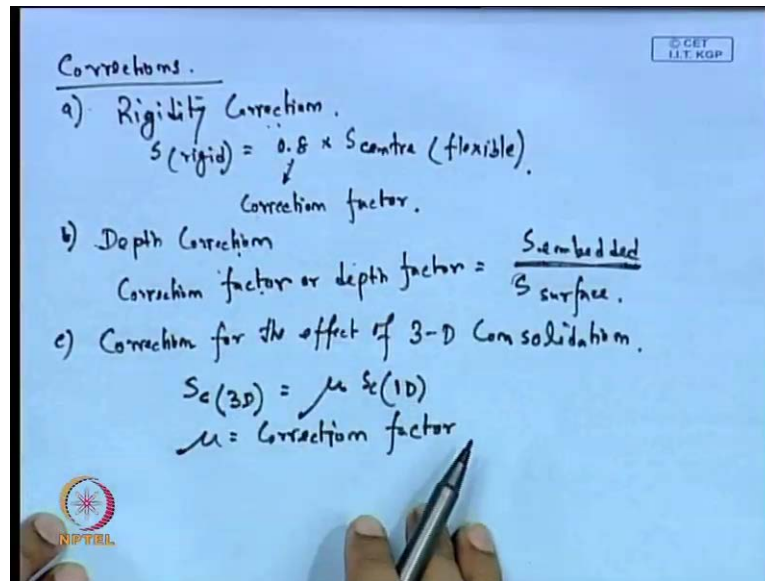 © CET
I.I.T. KGP
Corrections.
a) Rigidity Correction.
S(rigid) = 0.8 × Scentre (flexible).
Correction factor.
b) Depth Correction
Correction factor or depth factor = S embedded / S surface.
c) Correction for the effect of 3-D Consolidation.
Sc(3D) = μ Sc(1D)
μ = Correction factor
NPTEL